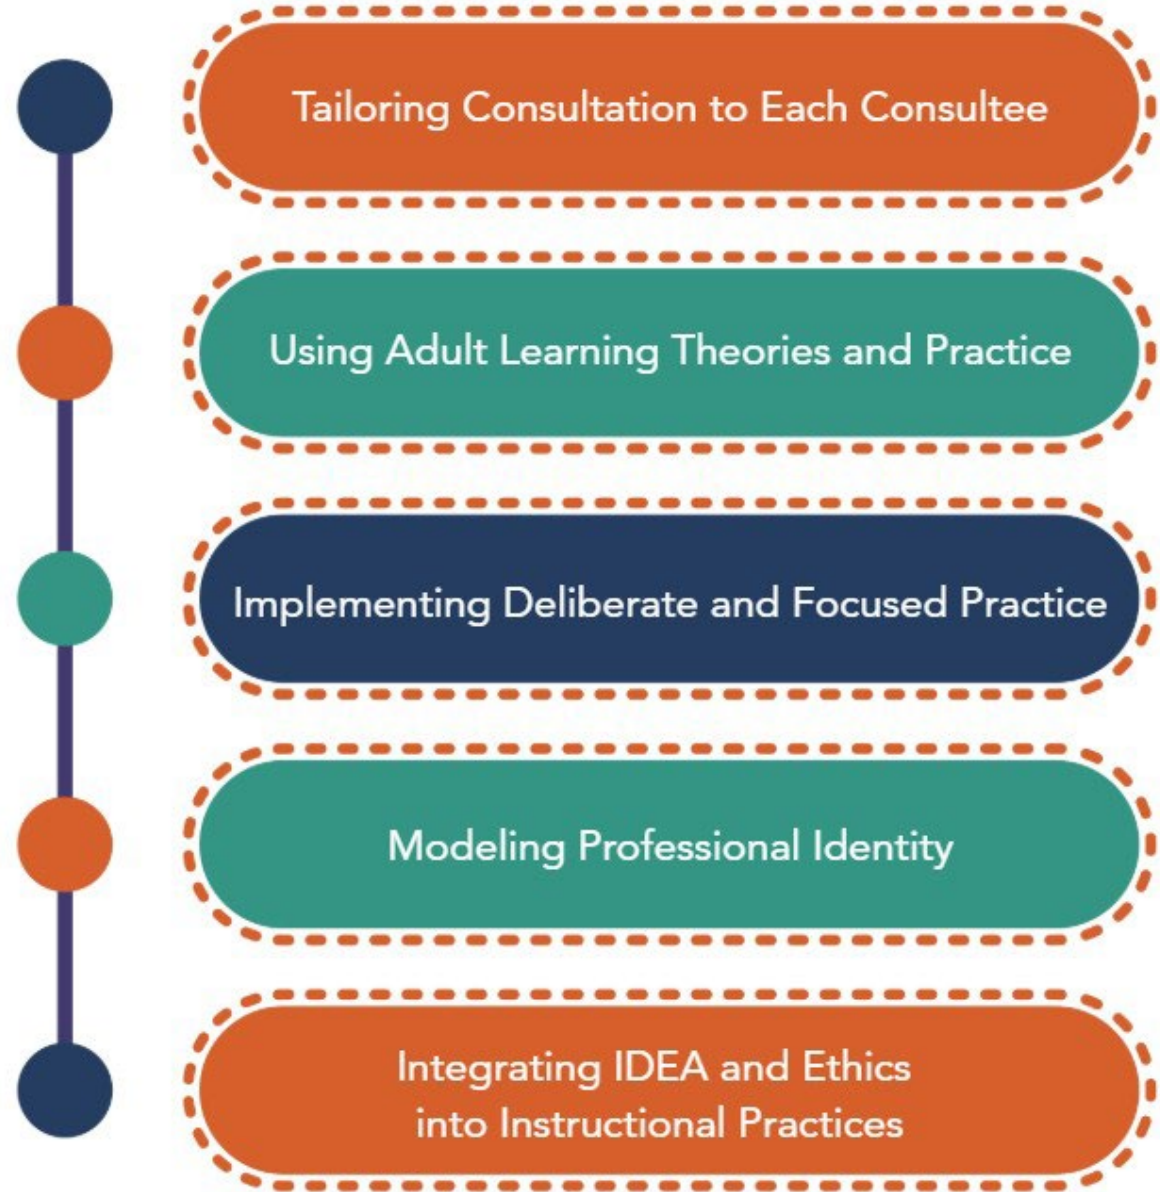 Tailoring Consultation to Each Consultee
Using Adult Learning Theories and Practice
Implementing Deliberate and Focused Practice
Modeling Professional Identity
Integrating IDEA and Ethics
into Instructional Practices